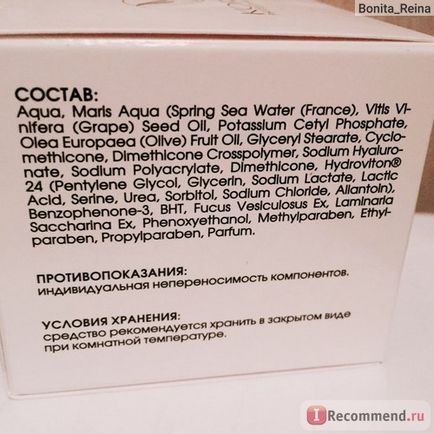 Bonita_Reina
СОСТАВ:
Aqua, Maris Aqua (Spring Sea Water (France), Vitis Vi-
nifera (Grape) Seed Oil, Potassium Cetyl Phosphate,
Olea Europaea (Olive) Fruit Oil, Glyceryl Stearate, Cyclo-
methicone, Dimethicone Crosspolymer, Sodium Hyaluro-
nate, Sodium Polyacrylate, Dimethicone, Hydroviton®
24 (Pentylene Glycol, Glycerin, Sodium Lactate, Lactic
Acid, Serine, Urea, Sorbitol, Sodium Chloride, Allantoin),
Benzophenone-3, BHT, Fucus Vesiculosus Ex, Laminaria
Saccharina Ex, Phenoxyethanol, Methylparaben, Ethyl-
paraben, Propylparaben, Parfum.
ПРОТИВОПОКАЗАНИЯ:
индивидуальная непереносимость компонентов.
УСЛОВИЯ ХРАНЕНИЯ:
средство рекомендуется хранить в закрытом виде
при комнатной температуре.
IRecommend.ru